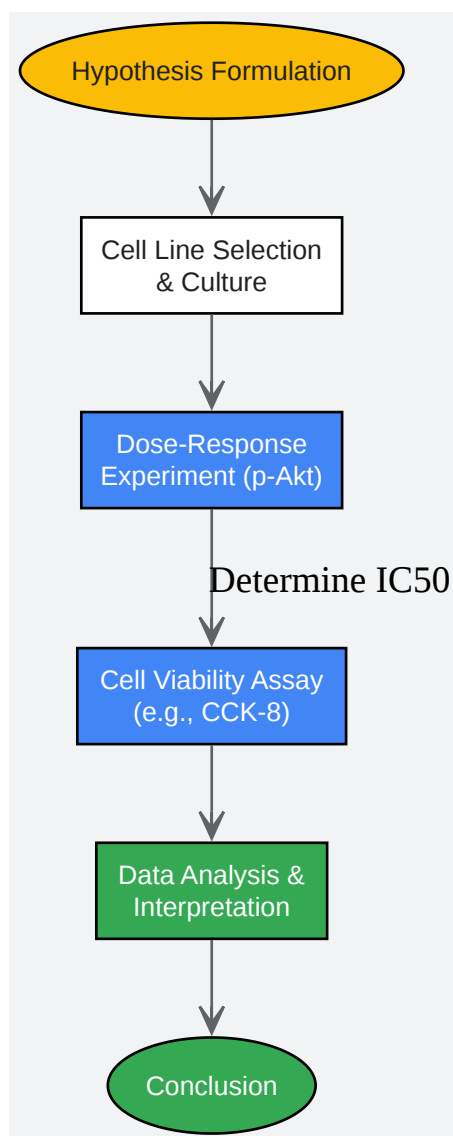 Hypothesis Formulation
Cell Line Selection
& Culture
Dose-Response
Experiment (p-Akt)
Determine IC50
Cell Viability Assay
(e.g., CCK-8)
Data Analysis &
Interpretation
Conclusion